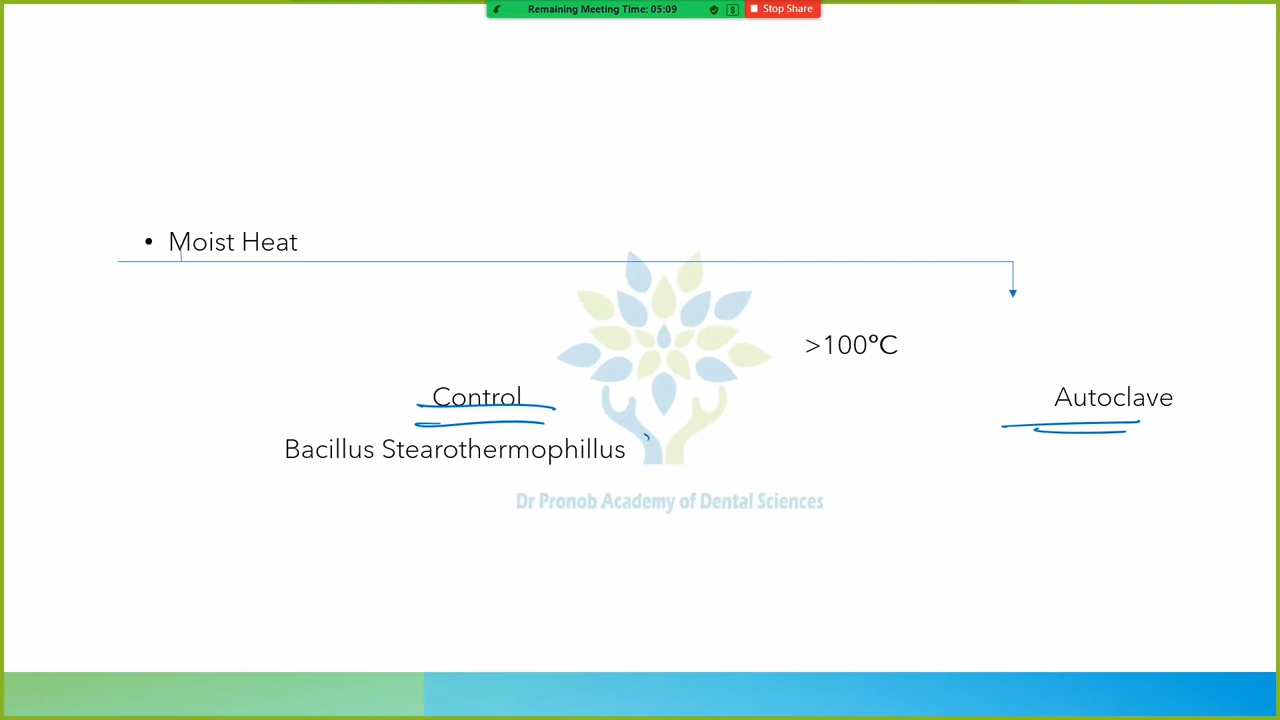 Remaining Meeting Time: 05:09
Stop Share
• Moist Heat
>100°C
Control
Autoclave
Bacillus Stearothermophillus
Dr Pronob Academy of Dental Sciences